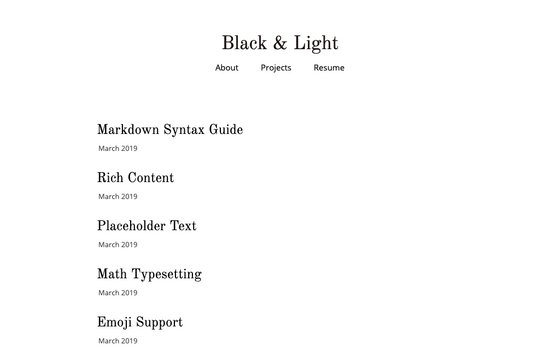 Black & Light
About Projects Resume
Markdown Syntax Guide
March 2019
Rich Content
March 2019
Placeholder Text
March 2019
Math Typesetting
March 2019
Emoji Support
March 2019